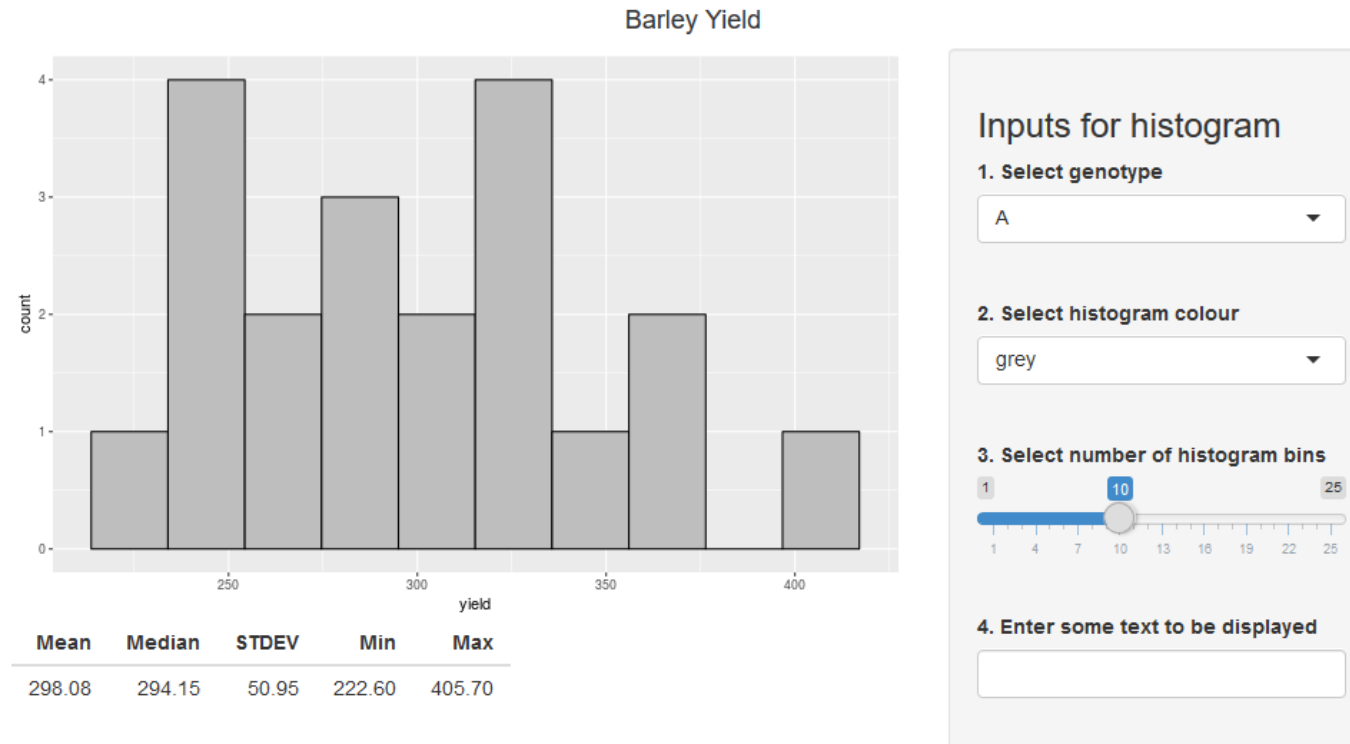 Barley Yield
4
3
2
1
0
count
250 300 350 400
yield
Mean Median STDEV Min Max
298.08 294.15 50.95 222.60 405.70
Inputs for histogram
1. Select genotype
A
2. Select histogram colour
grey
3. Select number of histogram bins
1 10 25
1 4 7 10 13 16 19 22 25
4. Enter some text to be displayed